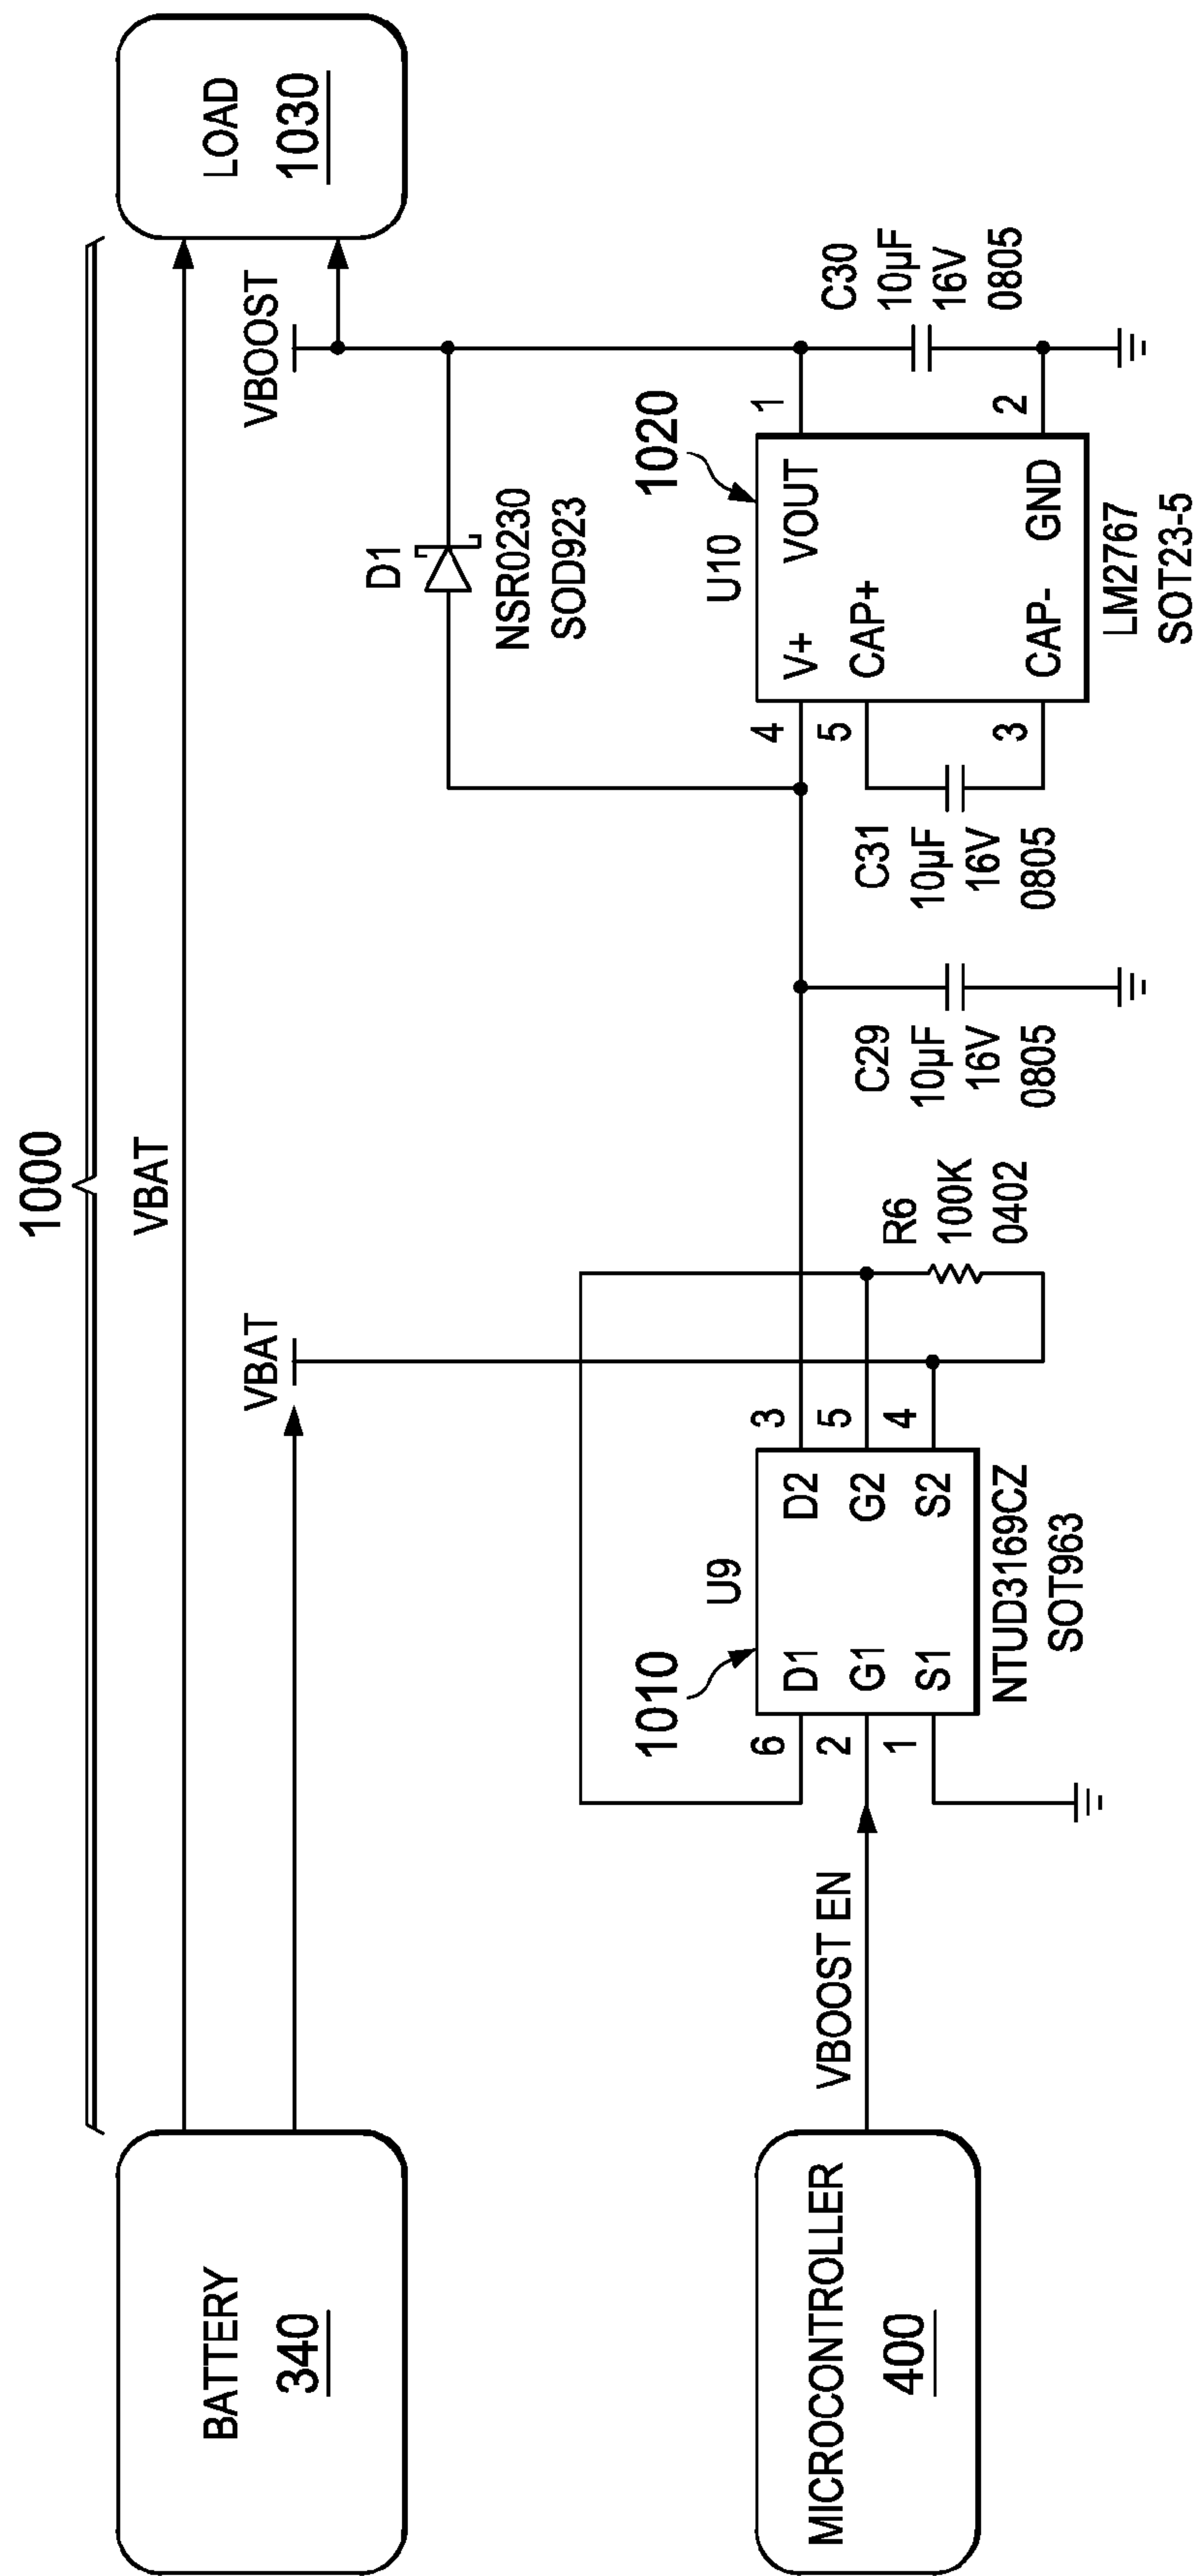 1000
BATTERY
340
VBAT
VBAT
VBOOST
LOAD
1030
MICROCONTROLLER
400
VBOOST EN
1010
U9
6
2
1
D1
G1
S1
D2
G2
S2
3
5
4
NTUD3169CZ
SOT963
R6
100K
0402
C29
10µF
16V
0805
D1
NSR0230
SOD923
C31
10µF
16V
0805
1020
U10
4
5
3
V+
CAP+
CAP-
VOUT
GND
1
2
LM2767
SOT23-5
C30
10µF
16V
0805